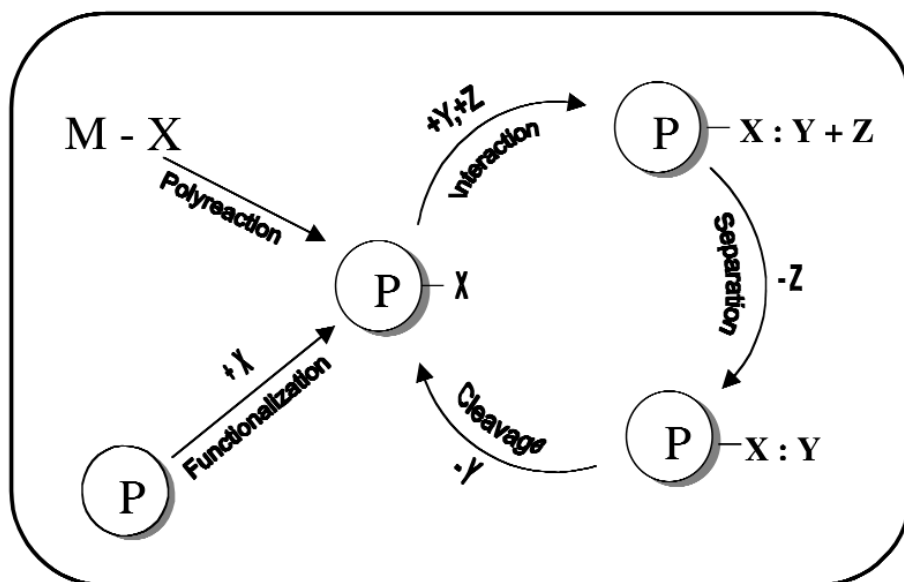 M - X
Polyreaction
P
+ X
Functionalization
P
X
+Y,+Z
Interaction
P
X : Y + Z
Separation
-Z
P
X : Y
Cleavage
-Y